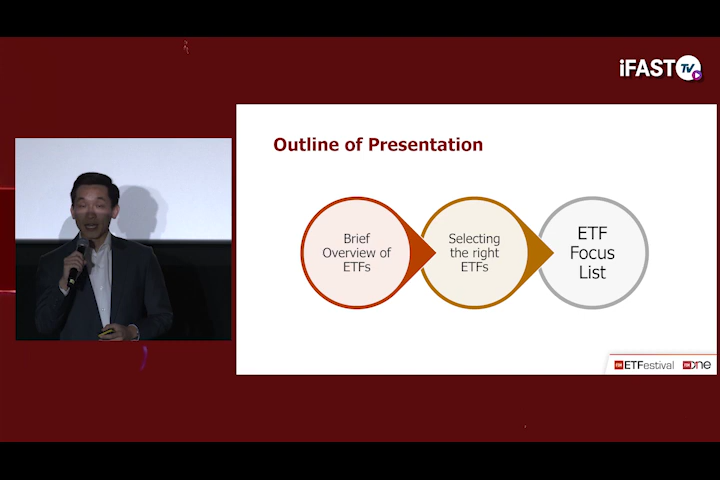 iFAST TV
Outline of Presentation
Brief
Overview of
ETFs
Selecting
the right
ETFs
ETF
Focus
List
ETFestival
one